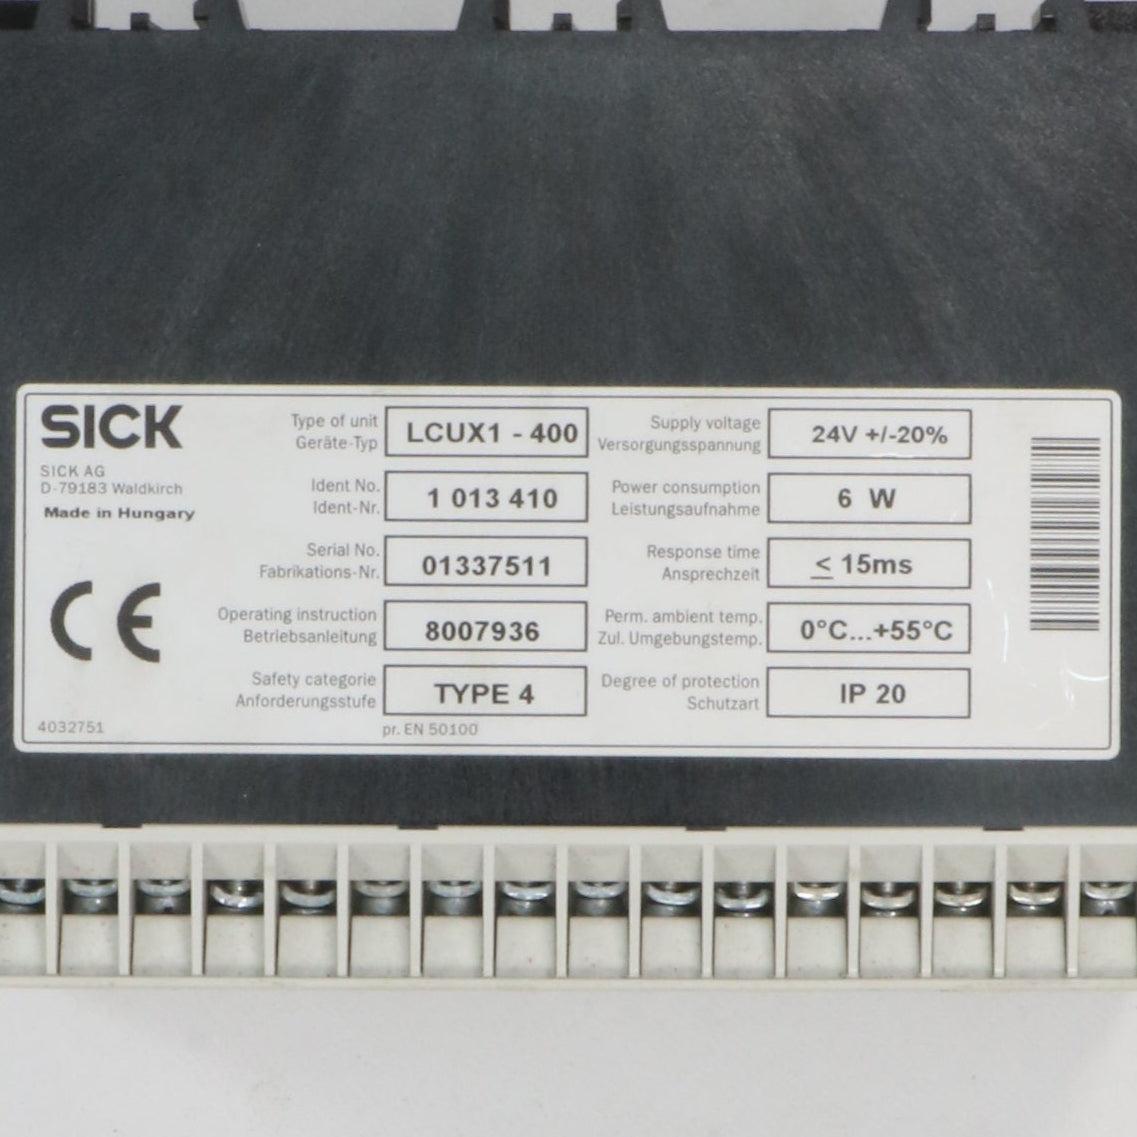 SICK
SICK AG
D-79183 Waldkirch
Made in Hungary
CE
4032751
Type of unit
Geräte-Typ
LCUX1 - 400
Ident No.
Ident-Nr.
1 013 410
Serial No.
Fabrikations-Nr.
01337511
Operating instruction
Betriebsanleitung
8007936
Safety categorie
Anforderungsstufe
TYPE 4
pr. EN 50100
Supply voltage
Versorgungsspannung
24V +/-20%
Power consumption
Leistungsaufnahme
6 W
Response time
Ansprechzeit
≤ 15ms
Perm. ambient temp.
Zul. Umgebungstemp.
0°C...+55°C
Degree of protection
Schutzart
IP 20